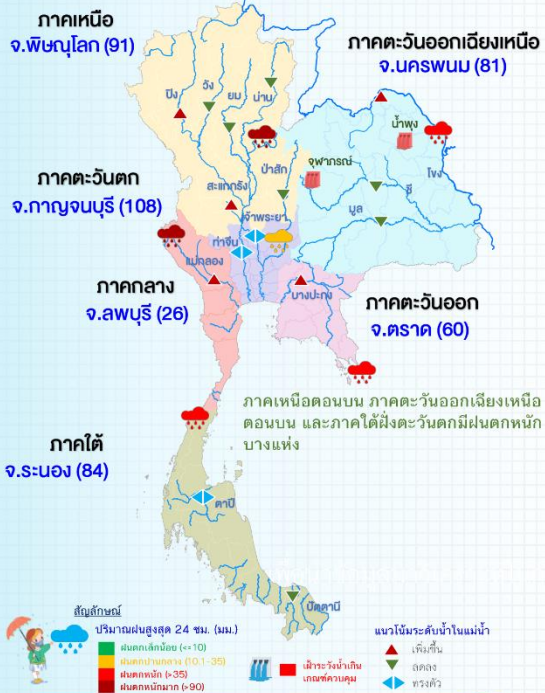 ภาคเหนือ
จ.พิษณุโลก (91)
ภาคตะวันออกเฉียงเหนือ
จ.นครพนม (81)
ปิง
วัง
ยม
น่าน
น้ำพุง
จุฬาภรณ์
โขง
ชี
มูล
ป่าสัก
สะแกกรัง
เจ้าพระยา
ท่าจีน
แม่กลอง
บางปะกง
ภาคตะวันตก
จ.กาญจนบุรี (108)
ภาคกลาง
จ.ลพบุรี (26)
ภาคตะวันออก
จ.ตราด (60)
ภาคเหนือตอนบน ภาคตะวันออกเฉียงเหนือ
ตอนบน และภาคใต้ฝั่งตะวันตกมีฝนตกหนัก
บางแห่ง
ภาคใต้
จ.ระนอง (84)
ตาปี
ปัตตานี
สัญลักษณ์
ปริมาณฝนสูงสุด 24 ชม. (มม.)
ฝนตกเล็กน้อย (<=10)
ฝนตกปานกลาง (10.1-35)
ฝนตกหนัก (>35)
ฝนตกหนักมาก (>90)
เฝ้าระวังน้ำเกิน
เกณฑ์ควบคุม
แนวโน้มระดับน้ำในแม่น้ำ
เพิ่มขึ้น
ลดลง
ทรงตัว